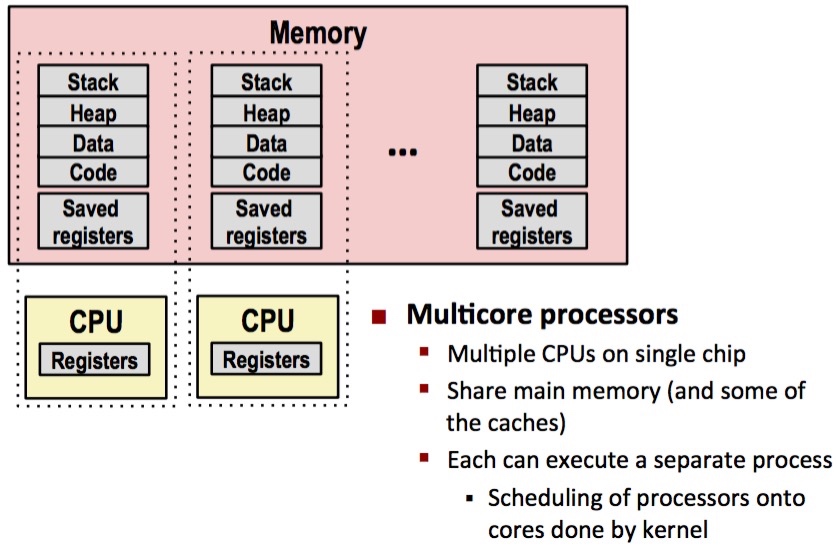 Memory
Stack
Heap
Data
Code
Saved
registers
Stack
Heap
Data
Code
Saved
registers
...
Stack
Heap
Data
Code
Saved
registers
CPU
Registers
CPU
Registers
Multicore processors
Multiple CPUs on single chip
Share main memory (and some of
the caches)
Each can execute a separate process
Scheduling of processors onto
cores done by kernel